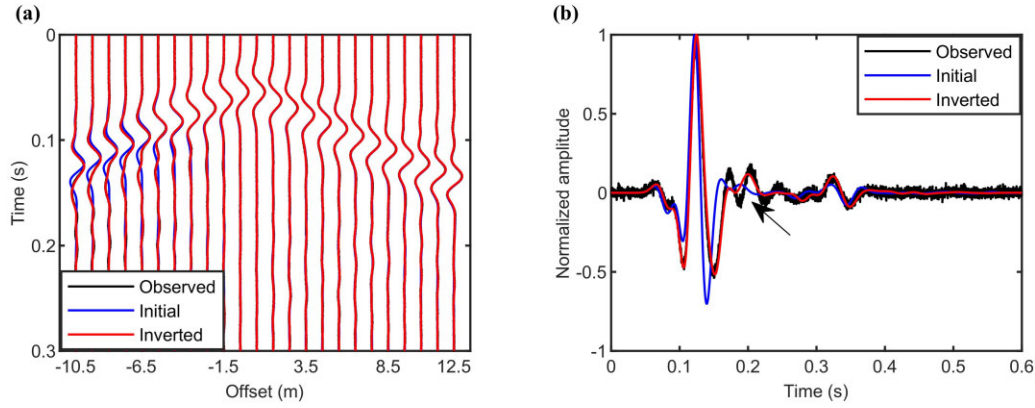 (a)
0
0.1
0.2
0.3
Time (s)
Observed
Initial
Inverted
-10.5 -6.5 -1.5 3.5 8.5 12.5
Offset (m)
(b)
1
0.5
0
-0.5
-1
Normalized amplitude
Observed
Initial
Inverted
0 0.1 0.2 0.3 0.4 0.5 0.6
Time (s)